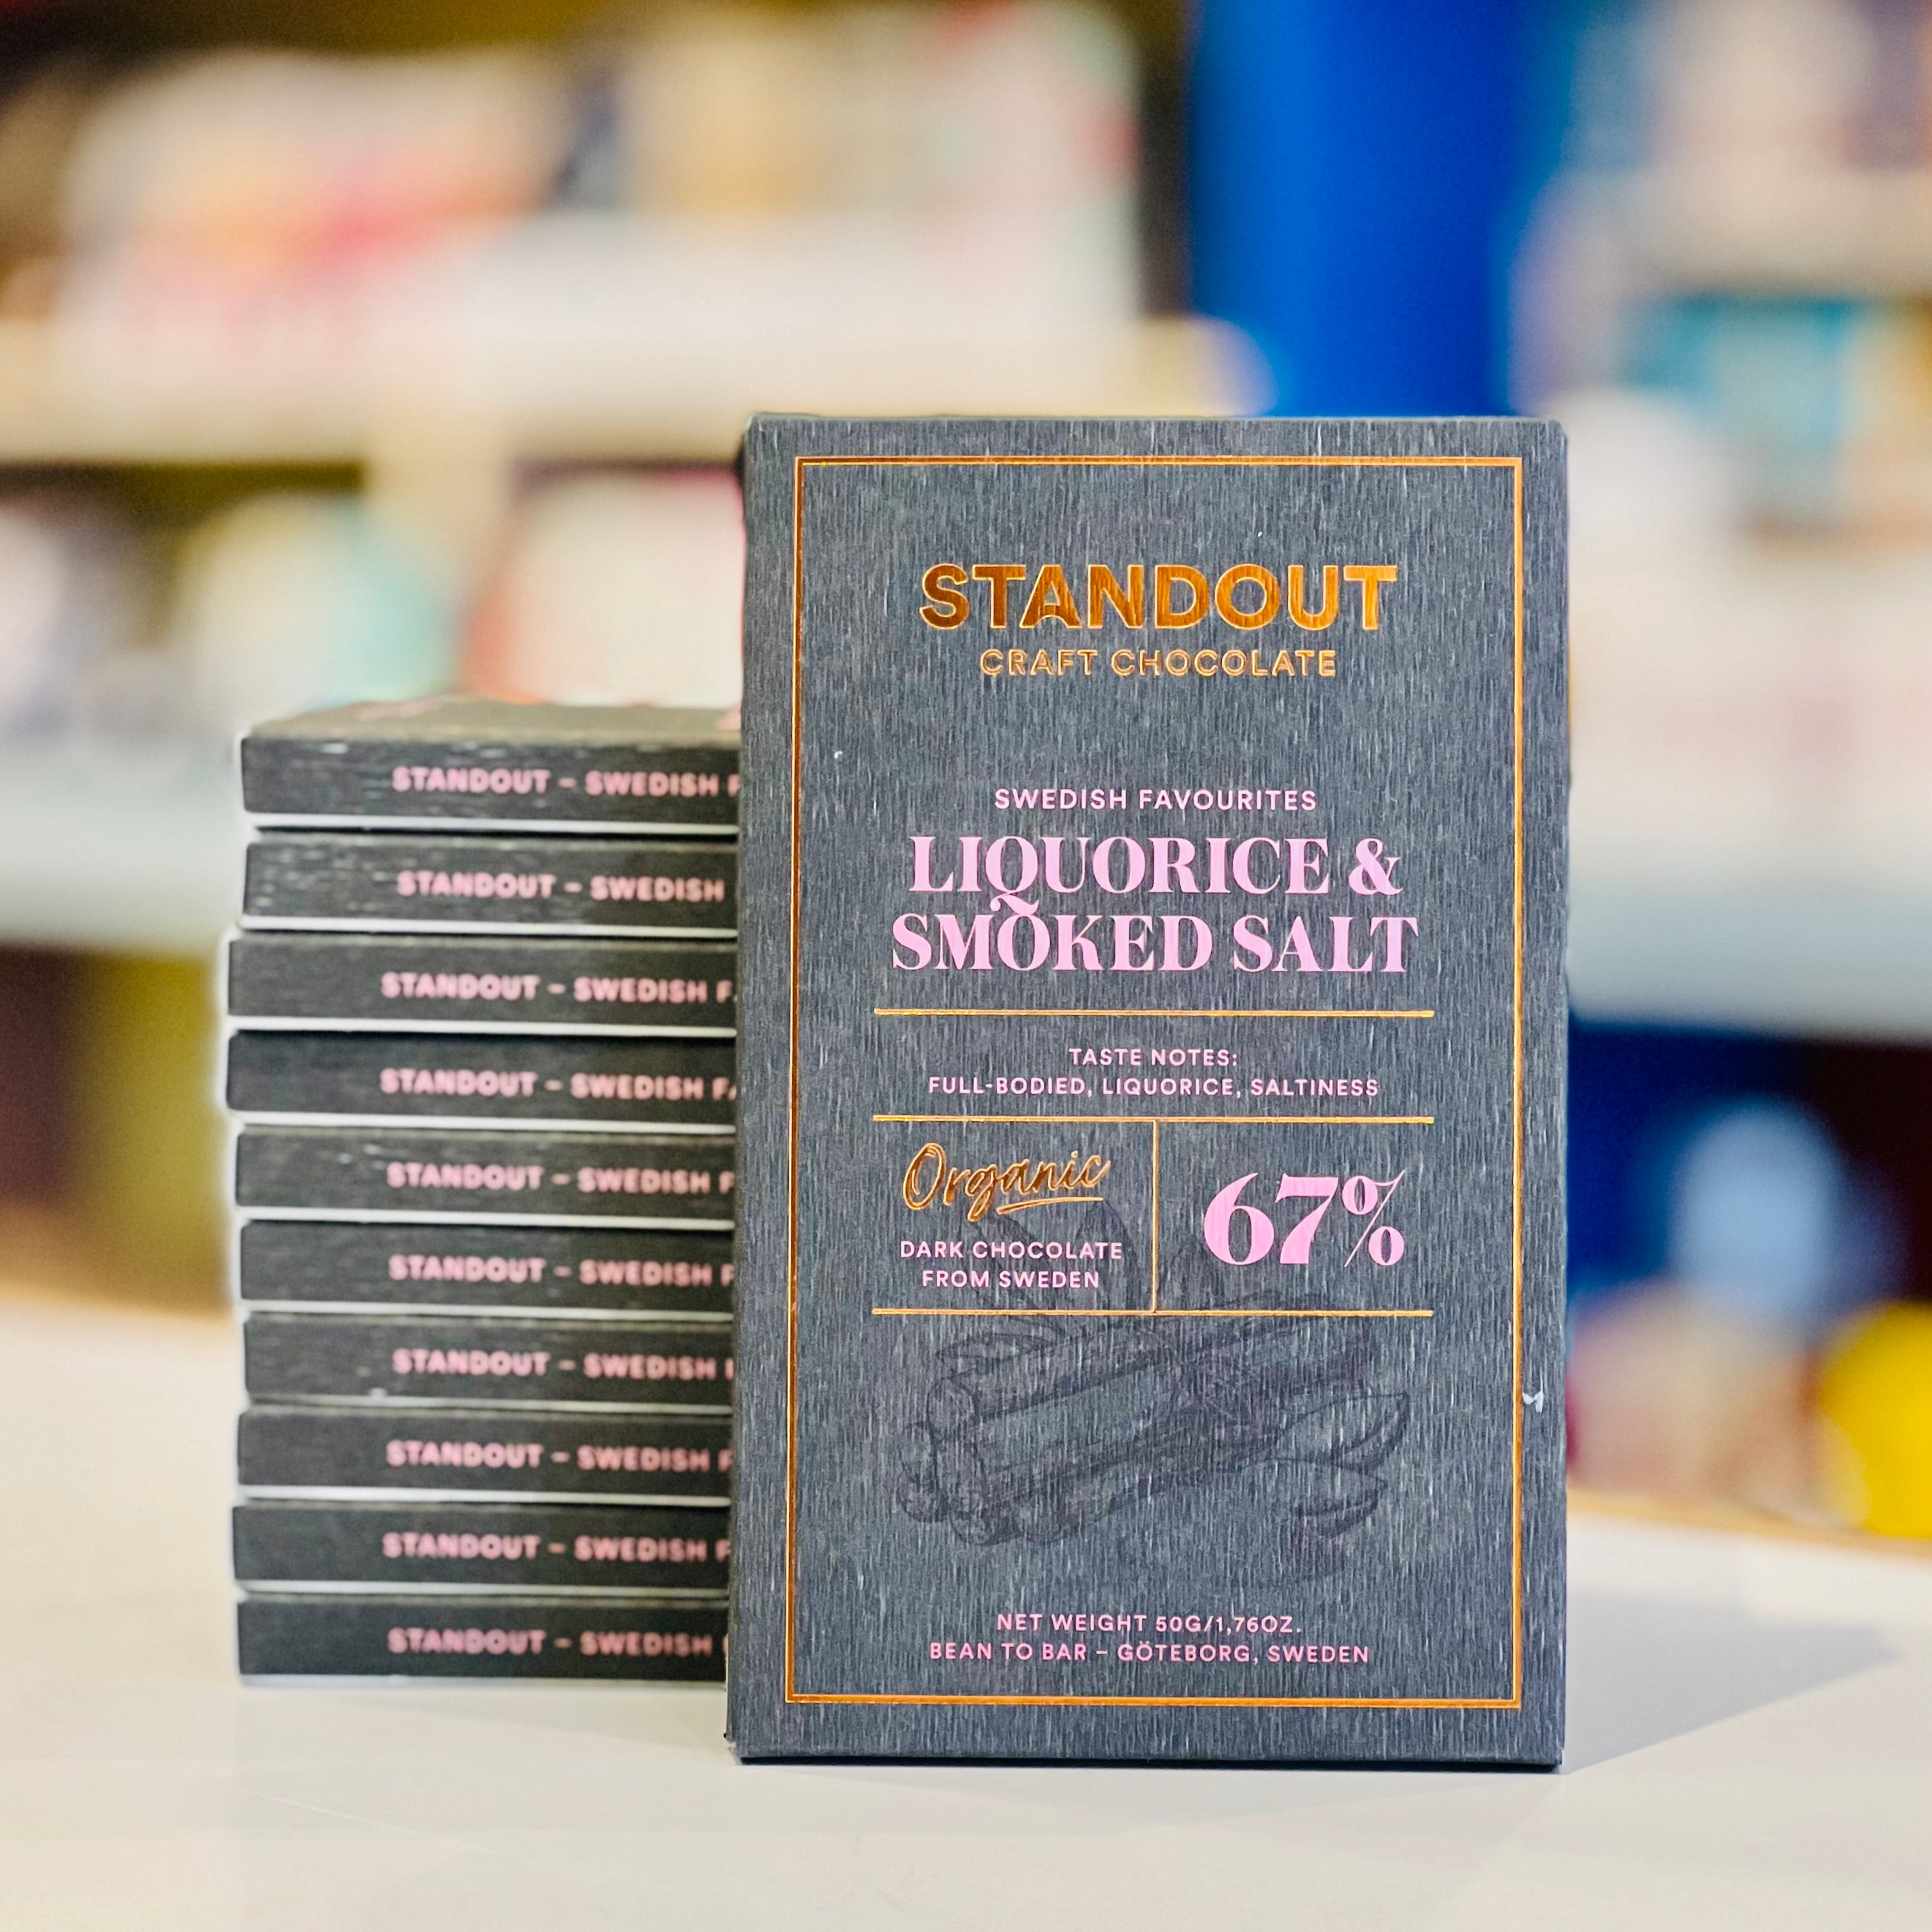 STANDOUT
CRAFT CHOCOLATE
SWEDISH FAVOURITES
LIQUORICE &
SMOKED SALT
TASTE NOTES:
FULL-BODIED, LIQUORICE, SALTINESS
Organic
DARK CHOCOLATE
FROM SWEDEN
67%
NET WEIGHT 50G/1,76OZ.
BEAN TO BAR – GÖTEBORG, SWEDEN
STANDOUT – SWEDISH
STANDOUT – SWEDISH
STANDOUT – SWEDISH
STANDOUT – SWEDISH
STANDOUT – SWEDISH
STANDOUT – SWEDISH
STANDOUT – SWEDISH
STANDOUT – SWEDISH
STANDOUT – SWEDISH
STANDOUT – SWEDISH